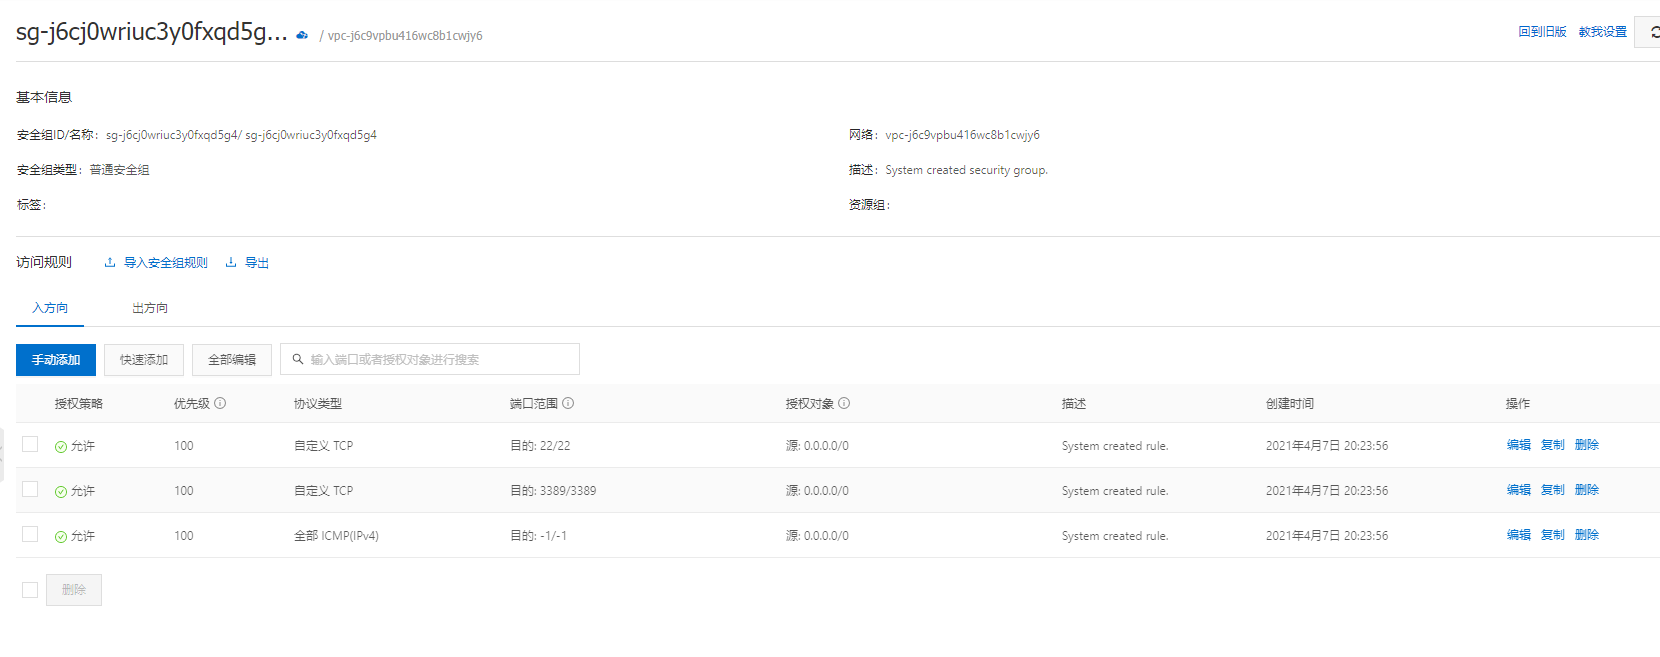 sg-j6cj0wriuc3y0fxqd5g... / vpc-j6c9vpbu416wc8b1cwjy6 回到旧版 教我设置
基本信息
安全组ID/名称: sg-j6cj0wriuc3y0fxqd5g4/ sg-j6cj0wriuc3y0fxqd5g4 网络: vpc-j6c9vpbu416wc8b1cwjy6
安全组类型: 普通安全组 描述: System created security group.
标签: 资源组:
访问规则 导入安全组规则 导出
入方向 出方向
手动添加 快速添加 全部编辑 输入端口或者授权对象进行搜索
授权策略 优先级 协议类型 端口范围 授权对象 描述 创建时间 操作
允许 100 自定义 TCP 目的: 22/22 源: 0.0.0.0/0 System created rule. 2021年4月7日 20:23:56 编辑 复制 删除
允许 100 自定义 TCP 目的: 3389/3389 源: 0.0.0.0/0 System created rule. 2021年4月7日 20:23:56 编辑 复制 删除
允许 100 全部 ICMP(IPv4) 目的: -1/-1 源: 0.0.0.0/0 System created rule. 2021年4月7日 20:23:56 编辑 复制 删除
删除